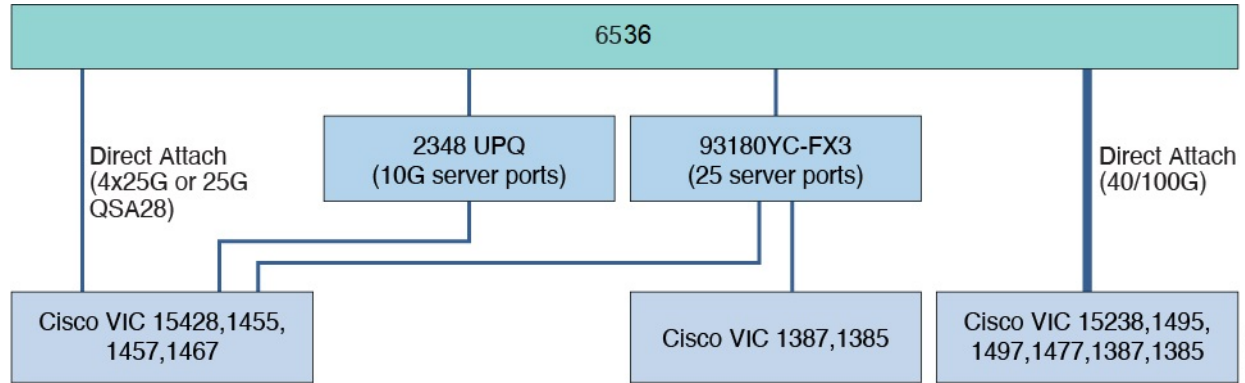 6536
Direct Attach
(4x25G or 25G
QSA28)
2348 UPQ
(10G server ports)
93180YC-FX3
(25 server ports)
Direct Attach
(40/100G)
Cisco VIC 15428,1455,
1457,1467
Cisco VIC 1387,1385
Cisco VIC 15238,1495,
1497,1477,1387,1385